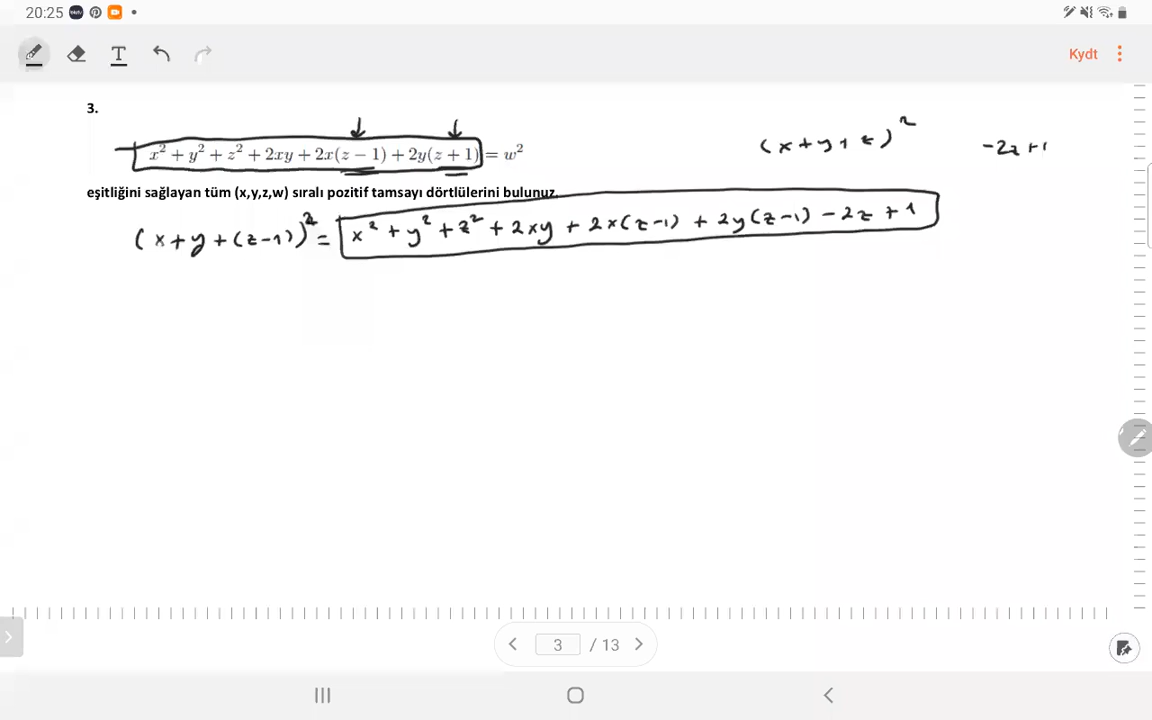 20:25
T
Kydt
3.
x² + y² + z² + 2xy + 2x(z − 1) + 2y(z + 1) = w²
(x+y+z)²
-2z+1
eşitliğini sağlayan tüm (x,y,z,w) sıralı pozitif tamsayı dörtlülerini bulunuz.
(x+y+(z-1))² = x² + y² + z² + 2xy + 2x(z-1) + 2y(z-1) - 2z + 1
3 / 13